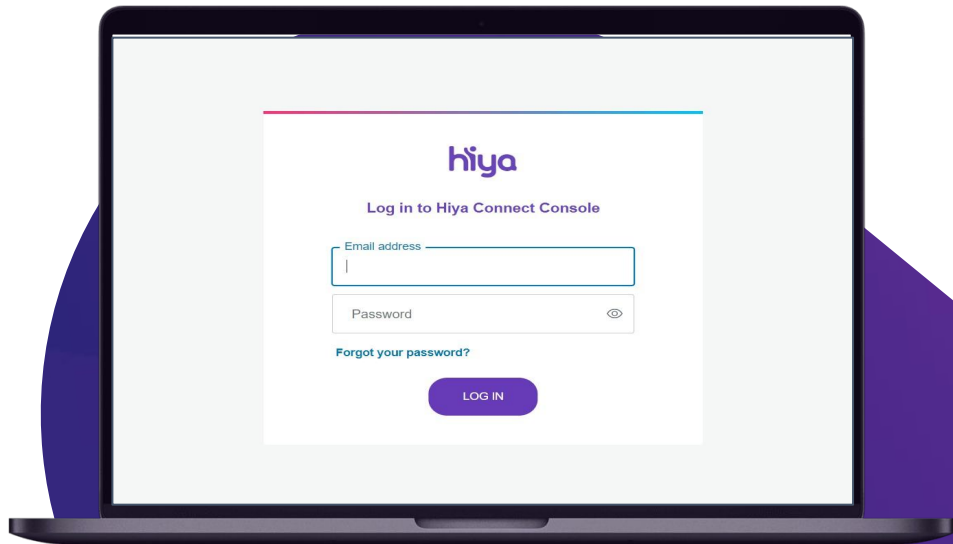 hiya
Log in to Hiya Connect Console
Email address
Password
Forgot your password?
LOG IN